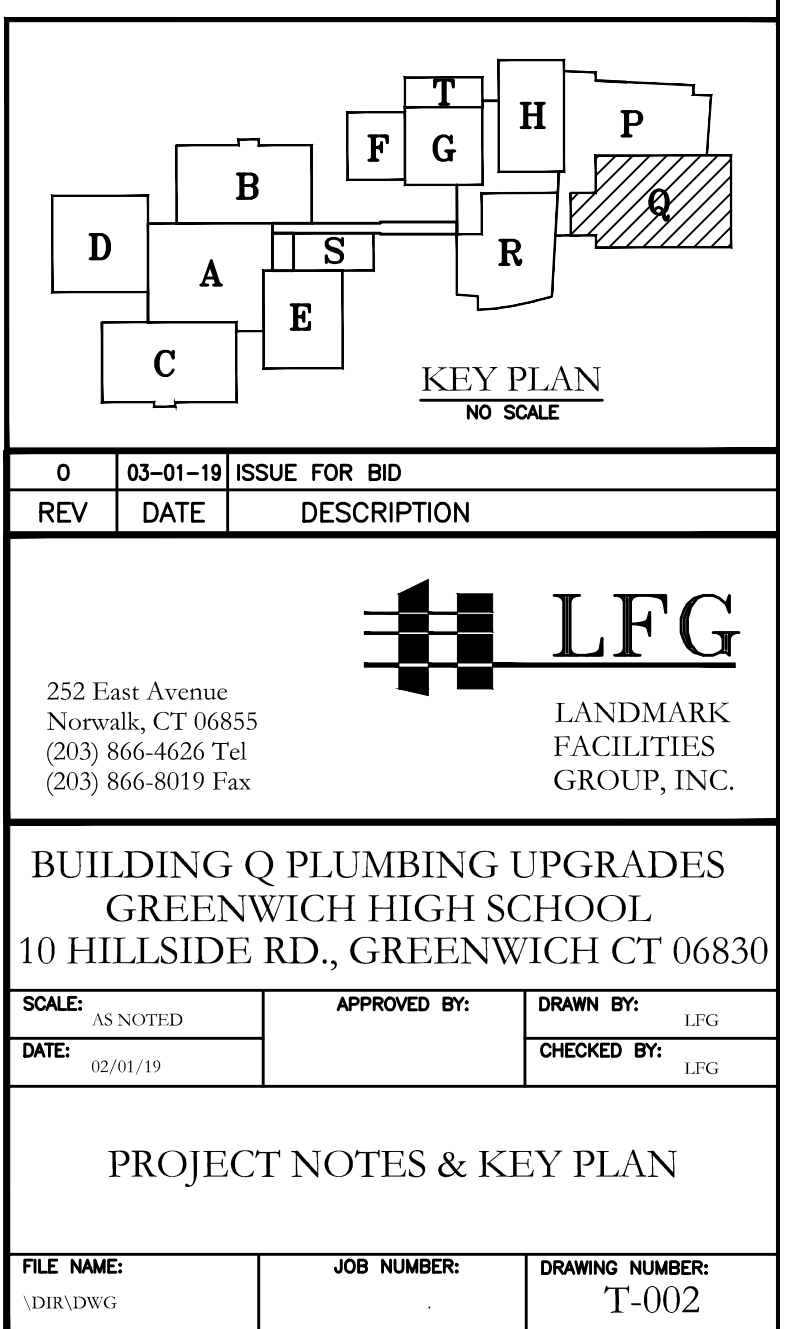 T
H
P
F
G
B
Q
D
S
R
A
E
C
KEY PLAN
NO SCALE
0 03-01-19 ISSUE FOR BID
REV DATE DESCRIPTION
LFG
252 East Avenue
Norwalk, CT 06855
(203) 866-4626 Tel
(203) 866-8019 Fax
LANDMARK
FACILITIES
GROUP, INC.
BUILDING Q PLUMBING UPGRADES
GREENWICH HIGH SCHOOL
10 HILLSIDE RD., GREENWICH CT 06830
SCALE: AS NOTED
APPROVED BY:
DRAWN BY: LFG
DATE: 02/01/19
CHECKED BY: LFG
PROJECT NOTES & KEY PLAN
FILE NAME:
\DIR\DWG
JOB NUMBER:
.
DRAWING NUMBER:
T-002